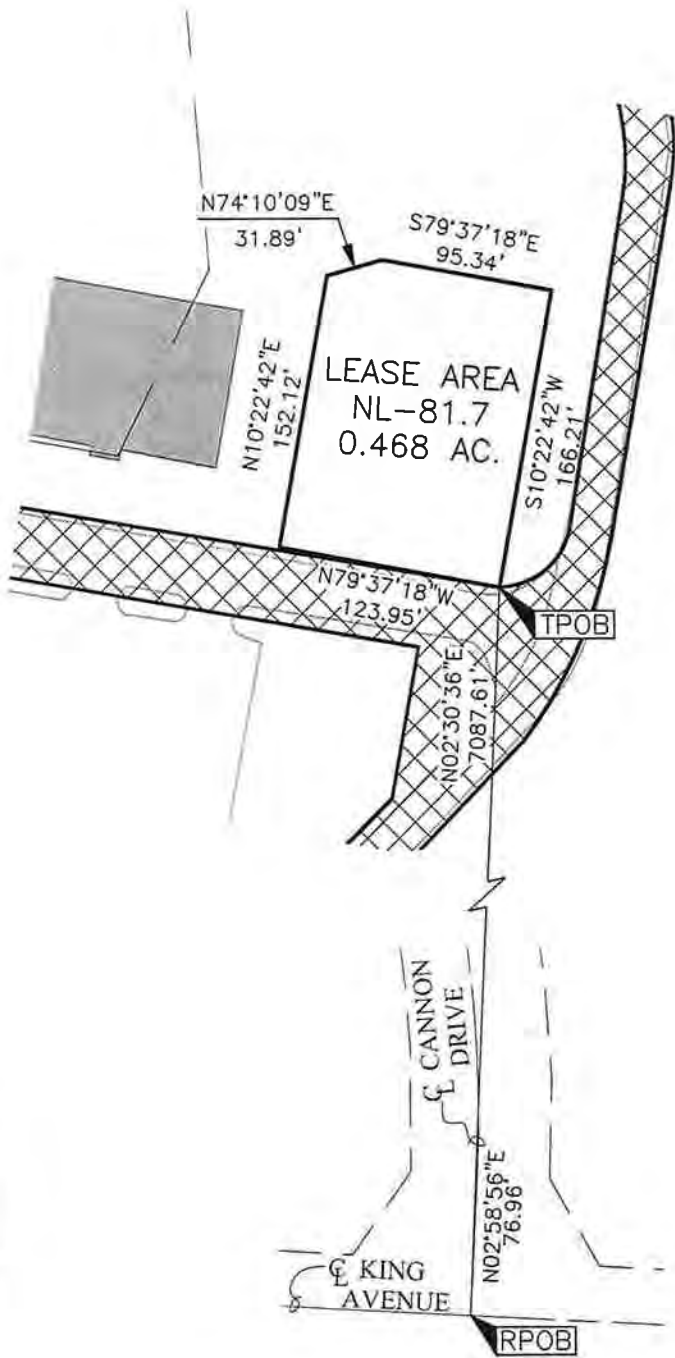 N74°10'09"E
31.89'
S79°37'18"E
95.34'
N10°22'42"E
152.12'
LEASE AREA
NL-81.7
0.468 AC.
S10°22'42"W
166.21'
N79°37'18"W
123.95'
TPOB
N02°30'36"E
7087.61'
℄ CANNON
DRIVE
N02°58'56"E
76.96'
℄ KING
AVENUE
RPOB